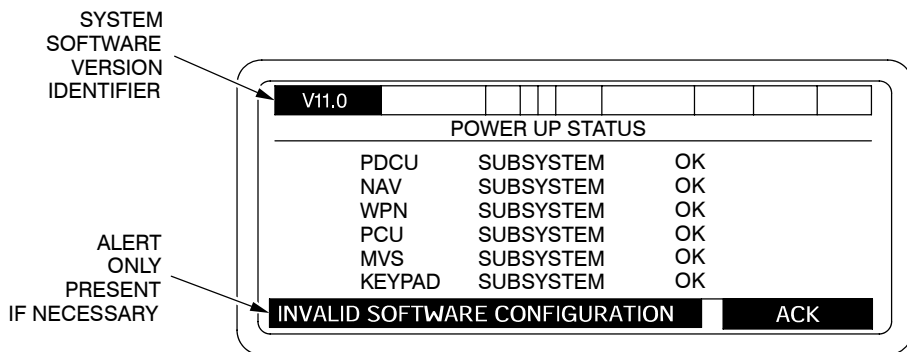 SYSTEM
SOFTWARE
VERSION
IDENTIFIER
V11.0
POWER UP STATUS
PDCU SUBSYSTEM OK
NAV SUBSYSTEM OK
WPN SUBSYSTEM OK
PCU SUBSYSTEM OK
MVS SUBSYSTEM OK
KEYPAD SUBSYSTEM OK
ALERT
ONLY
PRESENT
IF NECESSARY
INVALID SOFTWARE CONFIGURATION ACK